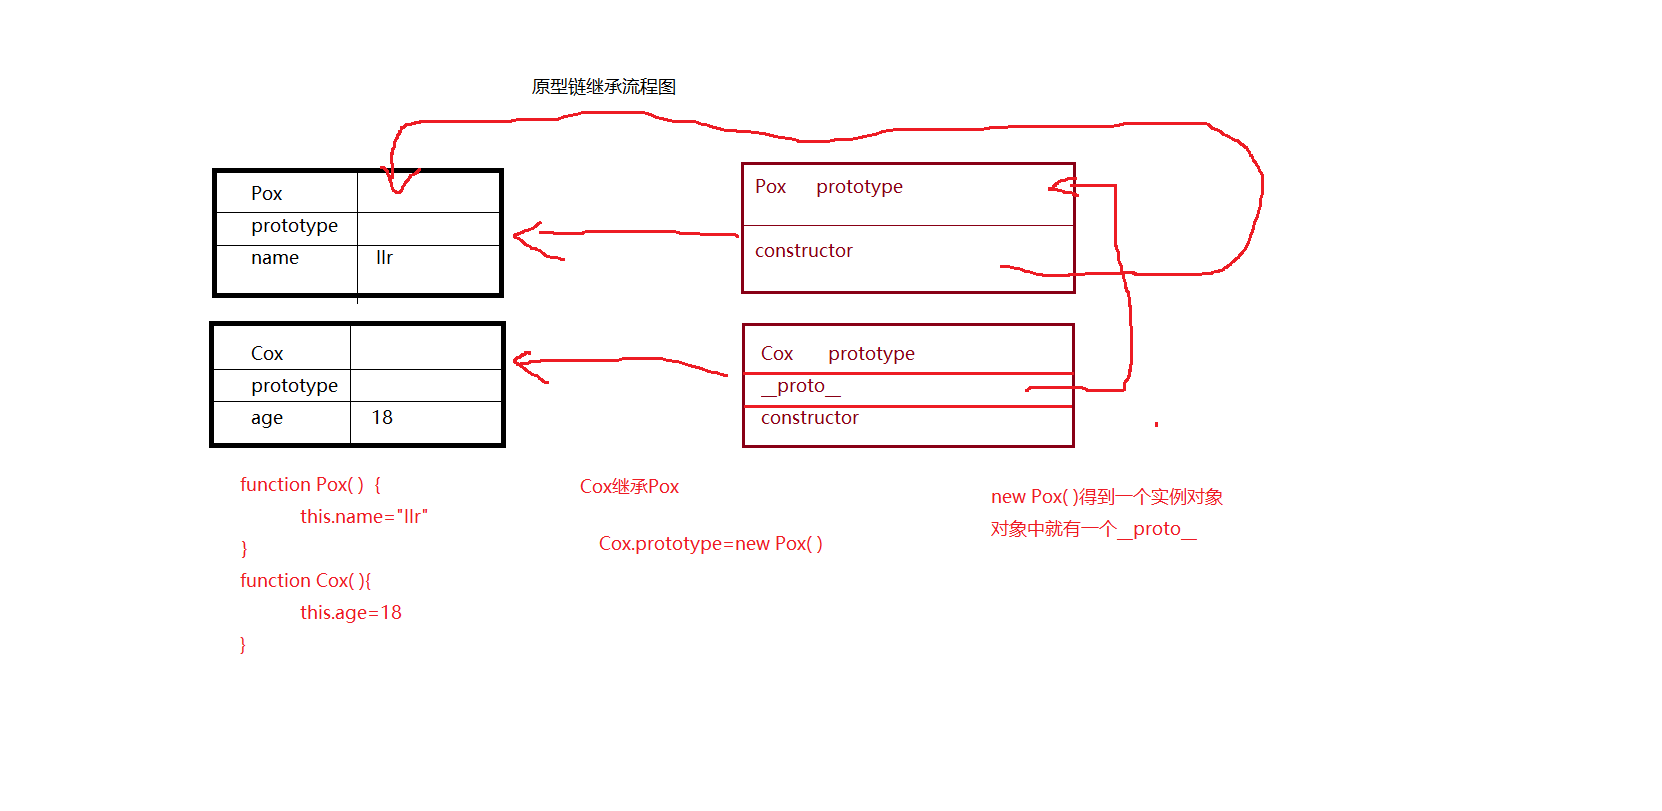 原型链继承流程图
Pox
prototype
name llr
Pox prototype
constructor
Cox
prototype
age 18
Cox prototype
__proto__
constructor
function Pox( ) {
this.name="llr"
}
function Cox( ){
this.age=18
}
Cox继承Pox
Cox.prototype=new Pox( )
new Pox( )得到一个实例对象
对象中就有一个__proto__